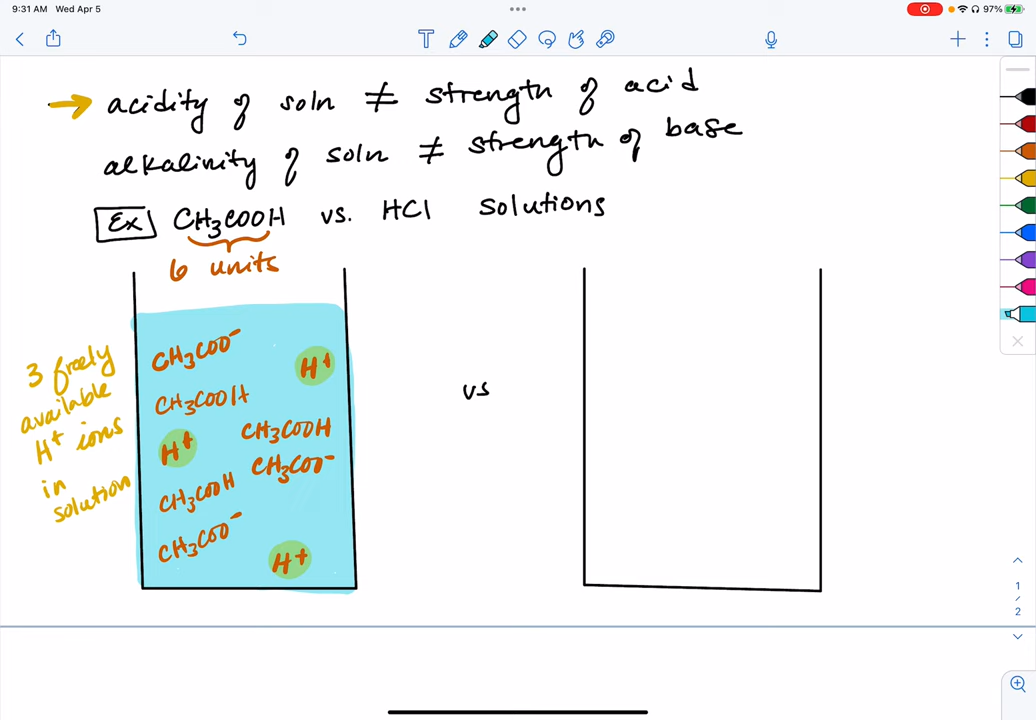 9:31 AM Wed Apr 5
97%
→ acidity of soln ≠ strength of acid
alkalinity of soln ≠ strength of base
Ex CH₃COOH vs. HCl solutions
6 units
3 freely
available
H⁺ ions
in
solution
CH₃COO⁻
H⁺
CH₃COOH
CH₃COOH
H⁺
CH₃COO⁻
CH₃COOH
CH₃COO⁻
H⁺
vs
1
/
2